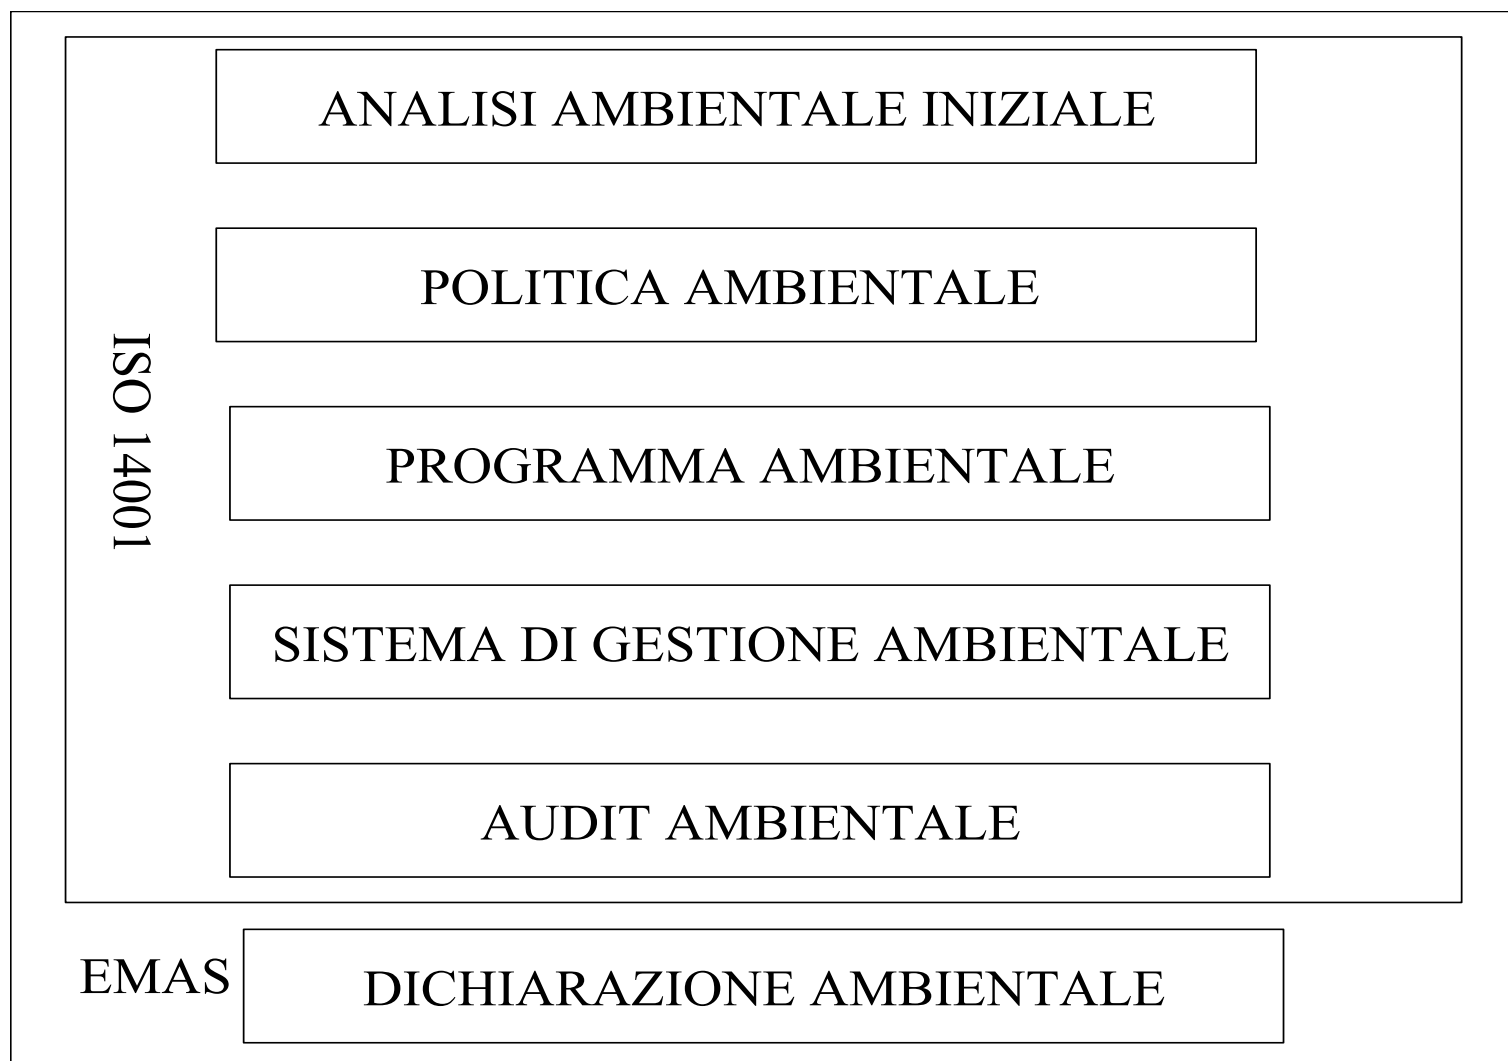 ANALISI AMBIENTALE INIZIALE
POLITICA AMBIENTALE
ISO 14001
PROGRAMMA AMBIENTALE
SISTEMA DI GESTIONE AMBIENTALE
AUDIT AMBIENTALE
EMAS
DICHIARAZIONE AMBIENTALE